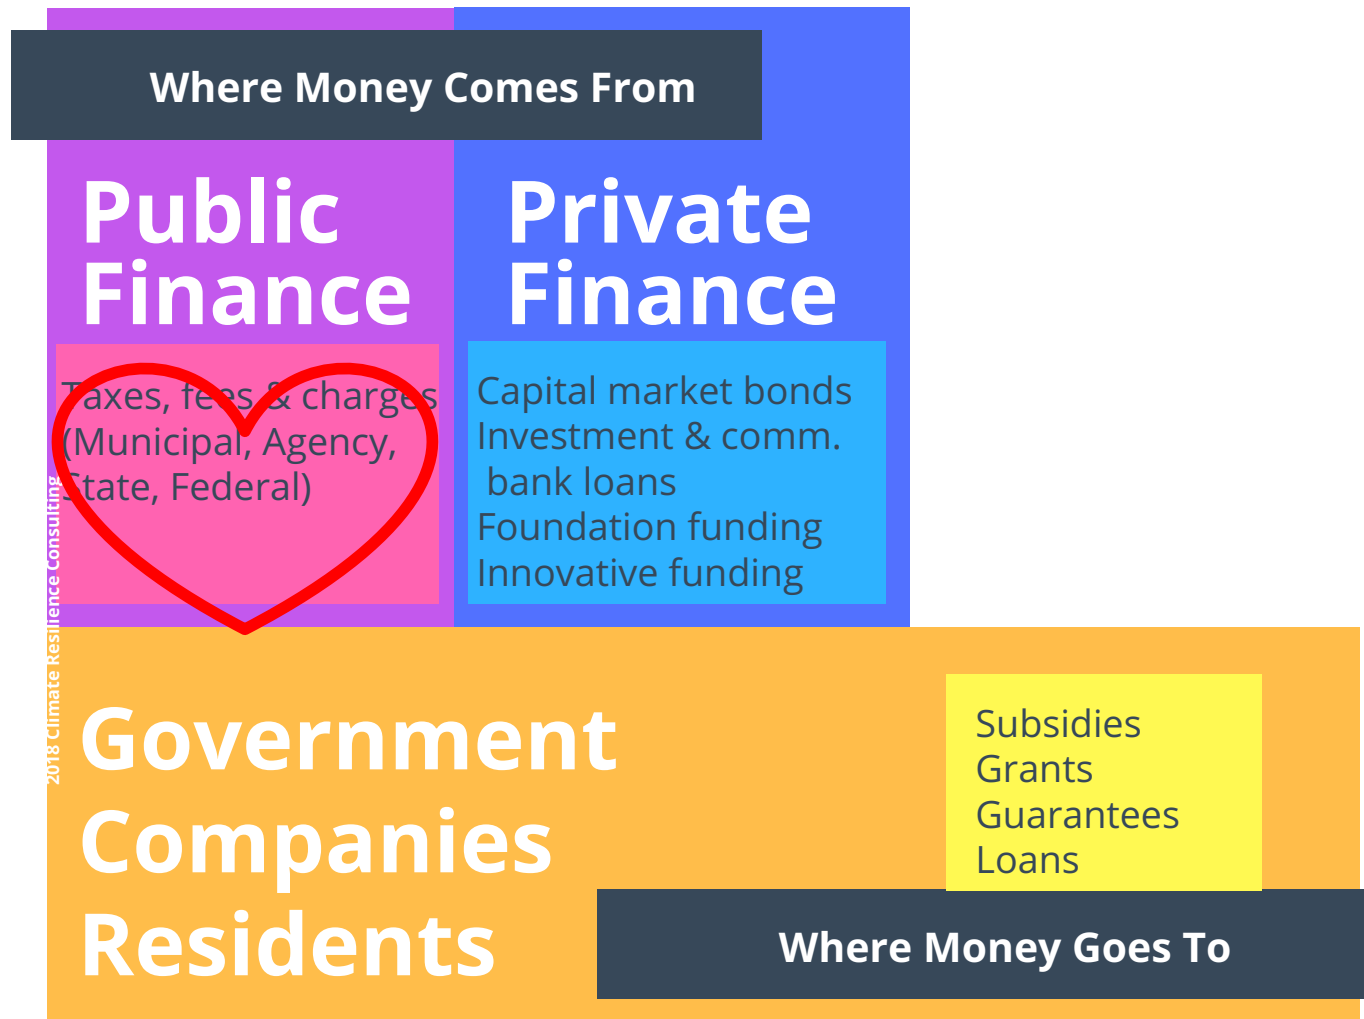 Where Money Comes From
Public
Finance
Taxes, fees & charges
(Municipal, Agency,
State, Federal)
Private
Finance
Capital market bonds
Investment & comm.
bank loans
Foundation funding
Innovative funding
2018 Climate Resilience Consulting
Government
Companies
Residents
Subsidies
Grants
Guarantees
Loans
Where Money Goes To